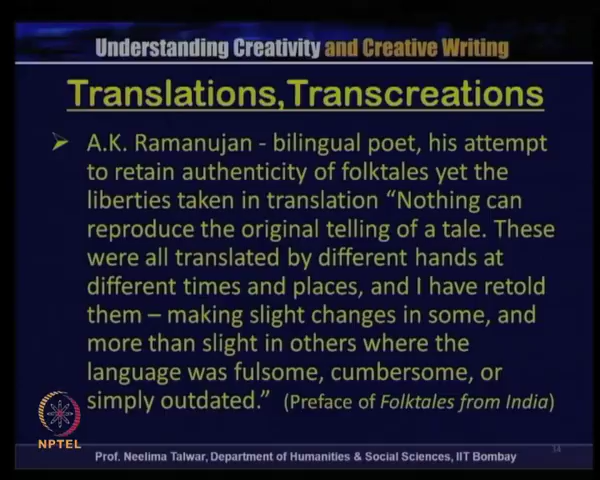 Understanding Creativity and Creative Writing
Translations,Transcreations
A.K. Ramanujan - bilingual poet, his attempt
to retain authenticity of folktales yet the
liberties taken in translation “Nothing can
reproduce the original telling of a tale. These
were all translated by different hands at
different times and places, and I have retold
them – making slight changes in some, and
more than slight in others where the
language was fulsome, cumbersome, or
simply outdated.” (Preface of Folktales from India)
NPTEL
14
Prof. Neelima Talwar, Department of Humanities & Social Sciences, IIT Bombay